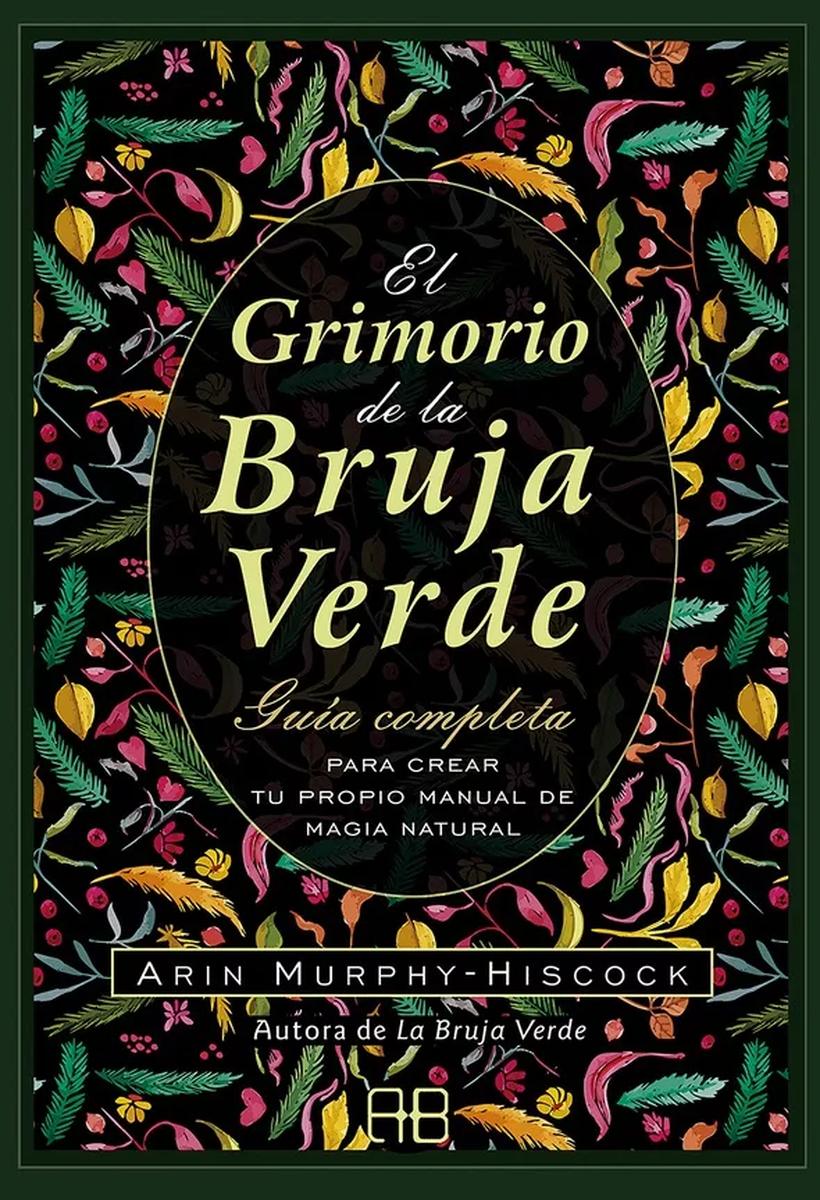 El
Grimorio
de la
Bruja
Verde
Guía completa
PARA CREAR
TU PROPIO MANUAL DE
MAGIA NATURAL
ARIN MURPHY-HISCOCK
Autora de La Bruja Verde
AB